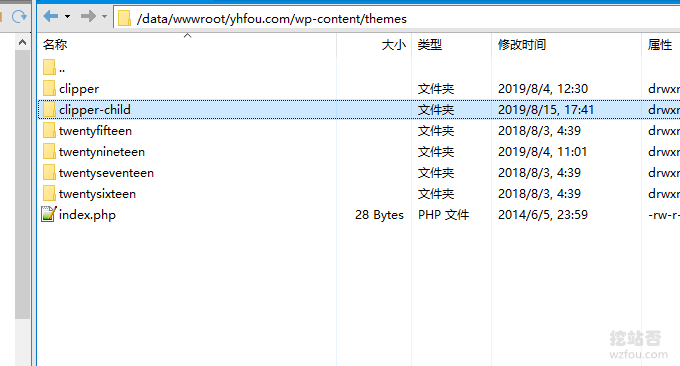 /data/wwwroot/yhfou.com/wp-content/themes
名称 大小 类型 修改时间 属性
..
clipper 文件夹 2019/8/4, 12:30 drwxr
clipper-child 文件夹 2019/8/15, 17:41 drwxr
twentyfifteen 文件夹 2018/8/3, 4:39 drwxr
twentynineteen 文件夹 2019/8/4, 11:01 drwxr
twentyseventeen 文件夹 2018/8/3, 4:39 drwxr
twentysixteen 文件夹 2018/8/3, 4:39 drwxr
index.php 28 Bytes PHP 文件 2014/6/5, 23:59 -rw-r-
挖站否
wzfou.com